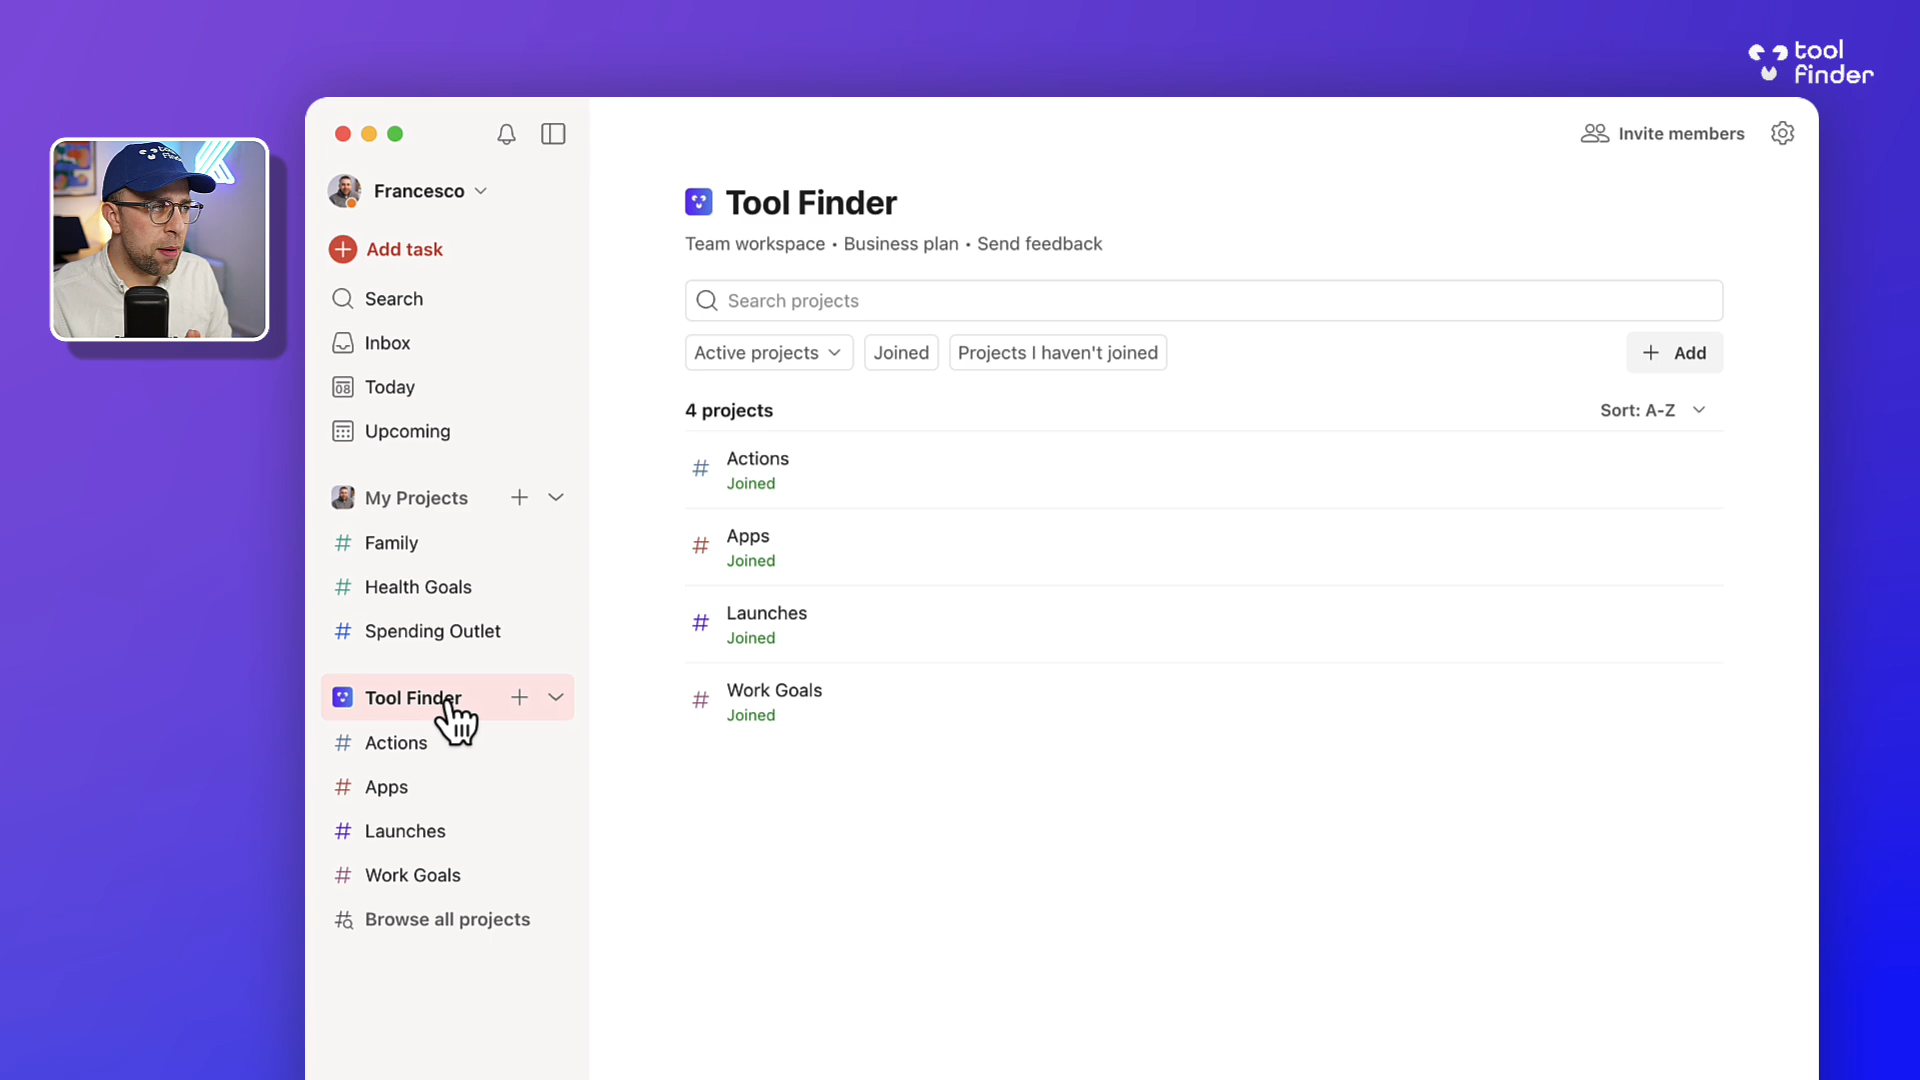 tool
finder
tool
Finder
Francesco
Add task
Search
Inbox
08
Today
Upcoming
My Projects
Family
Health Goals
Spending Outlet
Tool Finder
Actions
Apps
Launches
Work Goals
Browse all projects
Invite members
Tool Finder
Team workspace • Business plan • Send feedback
Search projects
Active projects
Joined
Projects I haven't joined
+ Add
4 projects
Sort: A-Z
# Actions
Joined
# Apps
Joined
# Launches
Joined
# Work Goals
Joined